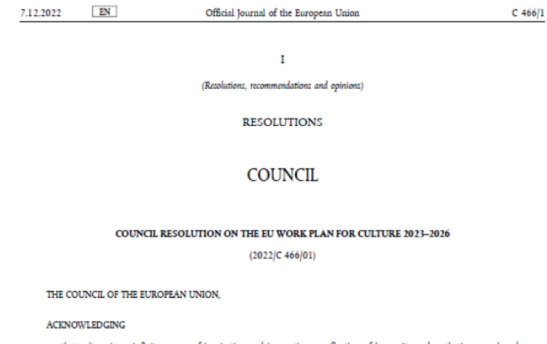 7.12.2022 EN Official Journal of the European Union C 466/1
I
(Resolutions, recommendations and opinions)
RESOLUTIONS
COUNCIL
COUNCIL RESOLUTION ON THE EU WORK PLAN FOR CULTURE 2023–2026
(2022/C 466/01)
THE COUNCIL OF THE EUROPEAN UNION,
ACKNOWLEDGING